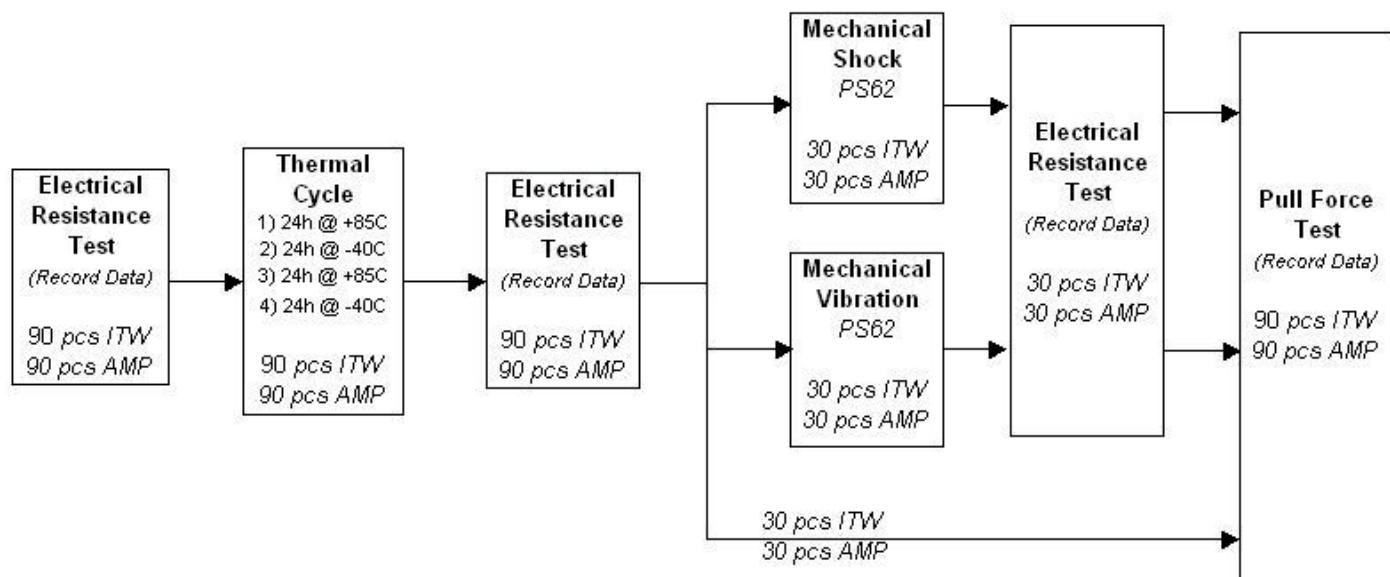 Electrical
Resistance
Test
(Record Data)
90 pcs ITW
90 pcs AMP
Thermal
Cycle
1) 24h @ +85C
2) 24h @ -40C
3) 24h @ +85C
4) 24h @ -40C
90 pcs ITW
90 pcs AMP
Electrical
Resistance
Test
(Record Data)
90 pcs ITW
90 pcs AMP
Mechanical
Shock
PS62
30 pcs ITW
30 pcs AMP
Mechanical
Vibration
PS62
30 pcs ITW
30 pcs AMP
30 pcs ITW
30 pcs AMP
Electrical
Resistance
Test
(Record Data)
30 pcs ITW
30 pcs AMP
Pull Force
Test
(Record Data)
90 pcs ITW
90 pcs AMP